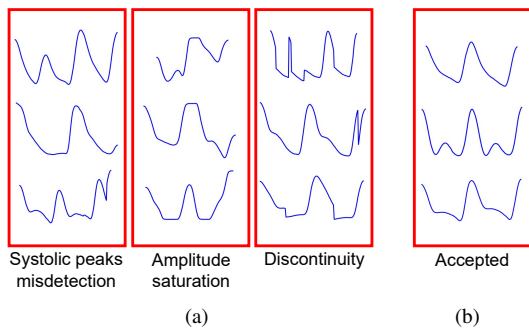 Systolic peaks
misdetection
Amplitude
saturation
Discontinuity
Accepted
(a)
(b)